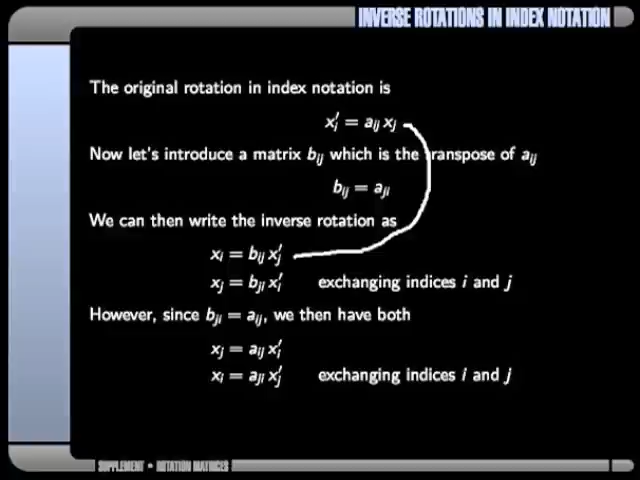 INVERSE ROTATIONS IN INDEX NOTATION
The original rotation in index notation is
x′ᵢ = aᵢⱼ xⱼ
Now let's introduce a matrix bᵢⱼ which is the transpose of aᵢⱼ
bᵢⱼ = aⱼᵢ
We can then write the inverse rotation as
xᵢ = bᵢⱼ x′ⱼ
xⱼ = bⱼᵢ x′ᵢ exchanging indices i and j
However, since bⱼᵢ = aᵢⱼ, we then have both
xⱼ = aᵢⱼ x′ᵢ
xᵢ = aⱼᵢ x′ⱼ exchanging indices i and j
SUPPLEMENT • ROTATION MATRICES